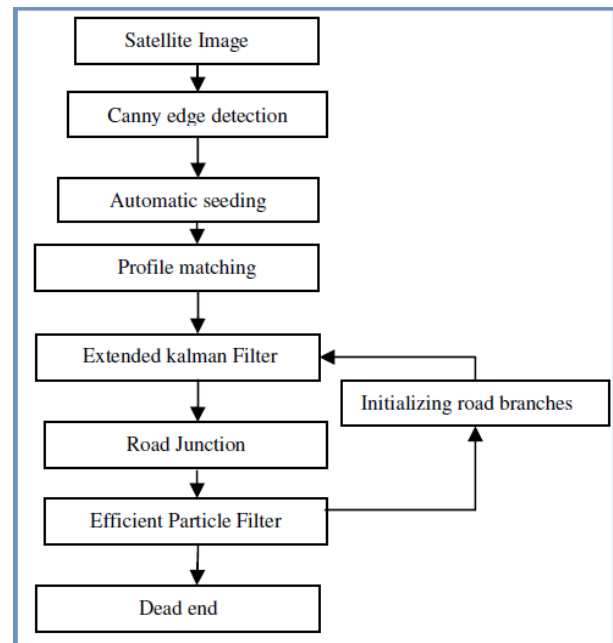 Satellite Image
Canny edge detection
Automatic seeding
Profile matching
Extended kalman Filter
Initializing road branches
Road Junction
Efficient Particle Filter
Dead end